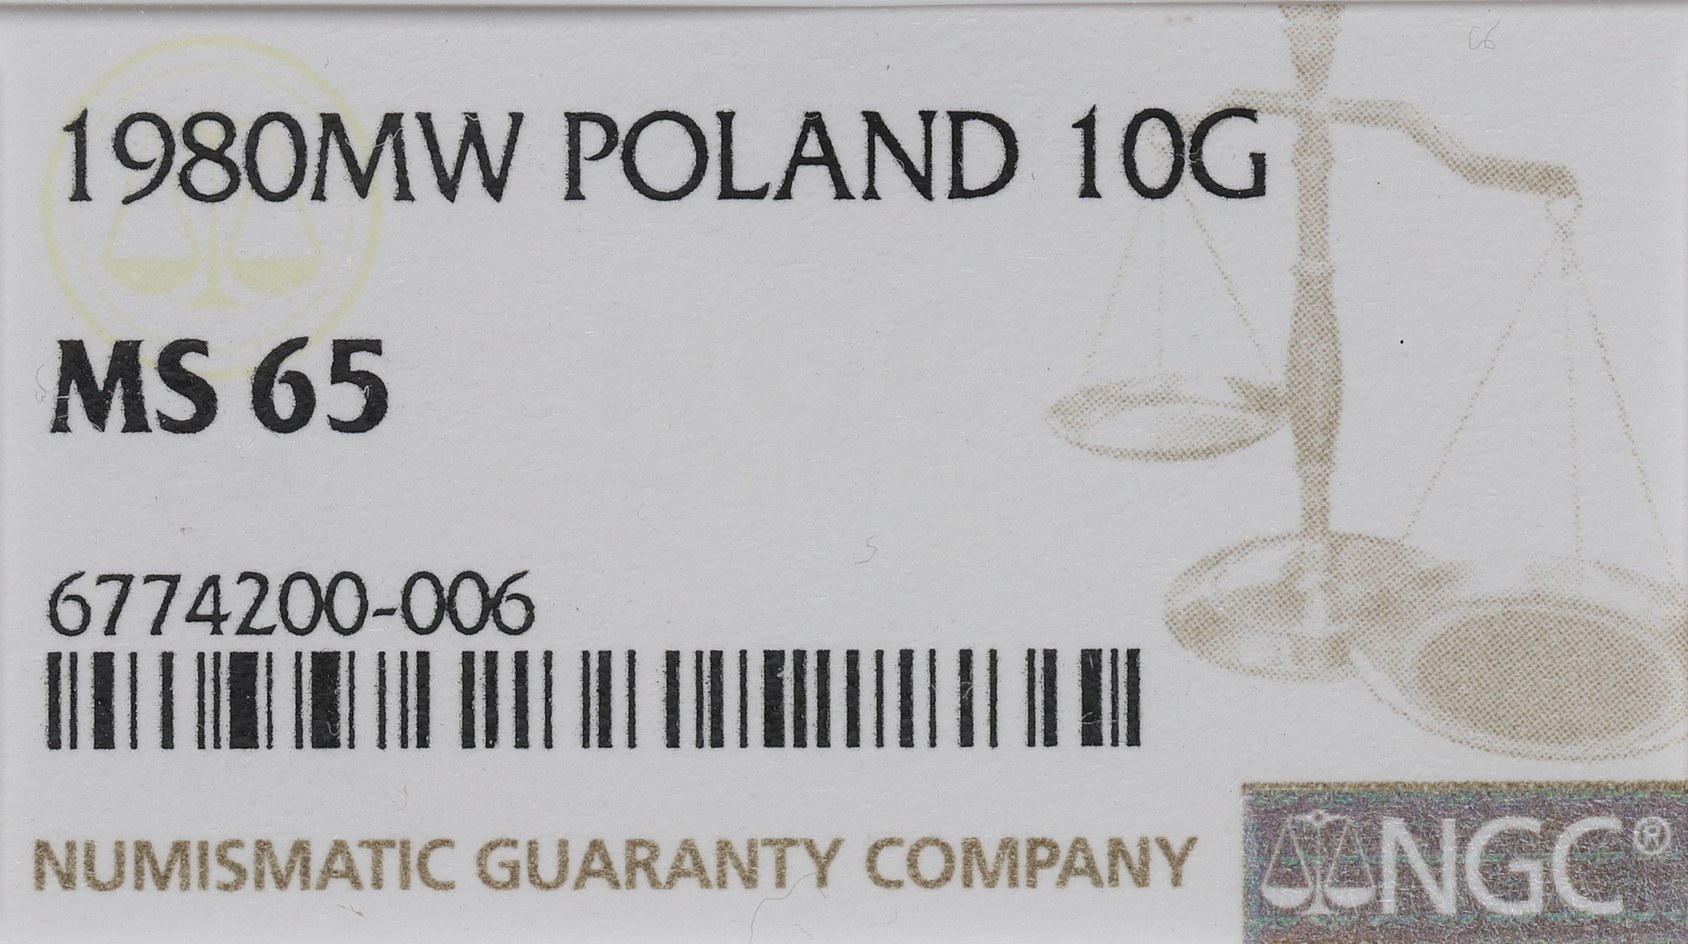 1980MW POLAND 10G
MS 65
6774200-006
NUMISMATIC GUARANTY COMPANY
NGC®